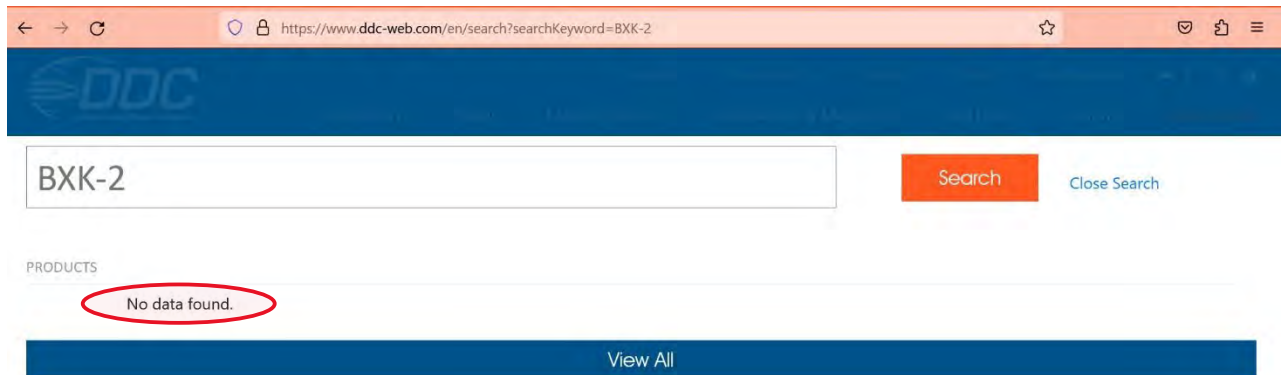 https://www.ddc-web.com/en/search?searchKeyword=BXK-2
DDC
BXK-2
Search
Close Search
PRODUCTS
No data found.
View All